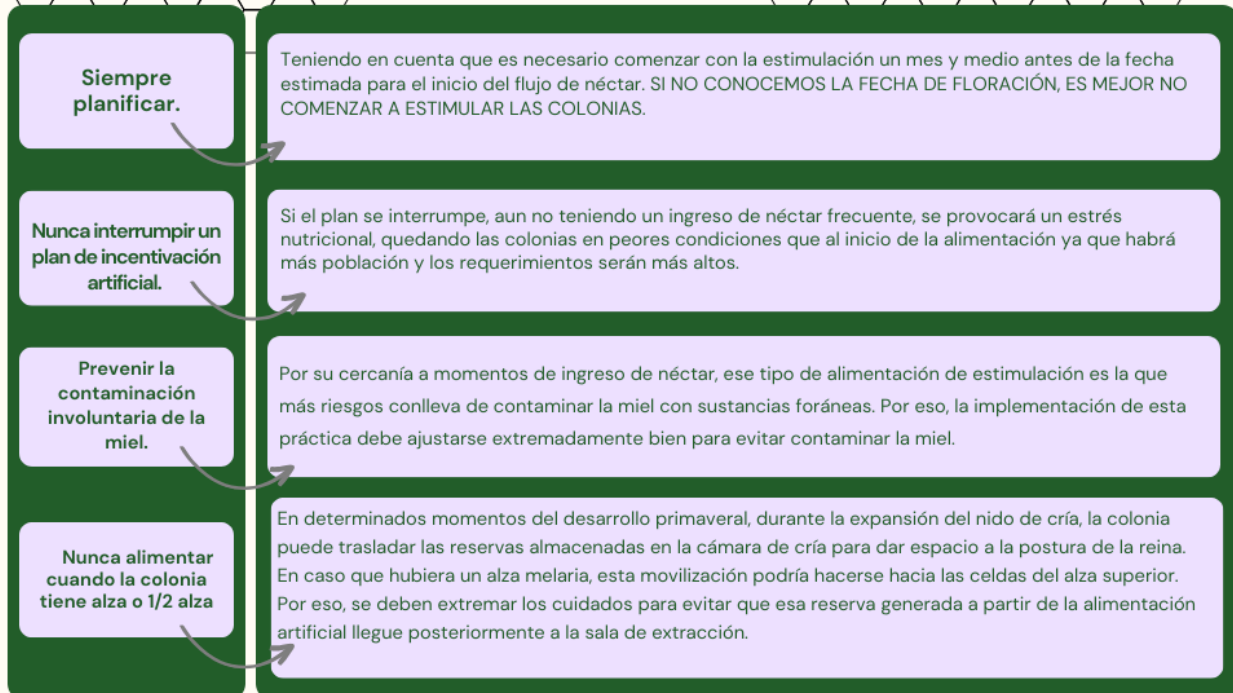 Siempre
planificar.
Teniendo en cuenta que es necesario comenzar con la estimulación un mes y medio antes de la fecha
estimada para el inicio del flujo de néctar. SI NO CONOCEMOS LA FECHA DE FLORACIÓN, ES MEJOR NO
COMENZAR A ESTIMULAR LAS COLONIAS.
Nunca interrumpir un
plan de incentivación
artificial.
Si el plan se interrumpe, aun no teniendo un ingreso de néctar frecuente, se provocará un estrés
nutricional, quedando las colonias en peores condiciones que al inicio de la alimentación ya que habrá
más población y los requerimientos serán más altos.
Prevenir la
contaminación
involuntaria de la
miel.
Por su cercanía a momentos de ingreso de néctar, ese tipo de alimentación de estimulación es la que
más riesgos conlleva de contaminar la miel con sustancias foráneas. Por eso, la implementación de esta
práctica debe ajustarse extremadamente bien para evitar contaminar la miel.
Nunca alimentar
cuando la colonia
tiene alza o 1/2 alza
En determinados momentos del desarrollo primaveral, durante la expansión del nido de cría, la colonia
puede trasladar las reservas almacenadas en la cámara de cría para dar espacio a la postura de la reina.
En caso que hubiera un alza melaria, esta movilización podría hacerse hacia las celdas del alza superior.
Por eso, se deben extremar los cuidados para evitar que esa reserva generada a partir de la alimentación
artificial llegue posteriormente a la sala de extracción.